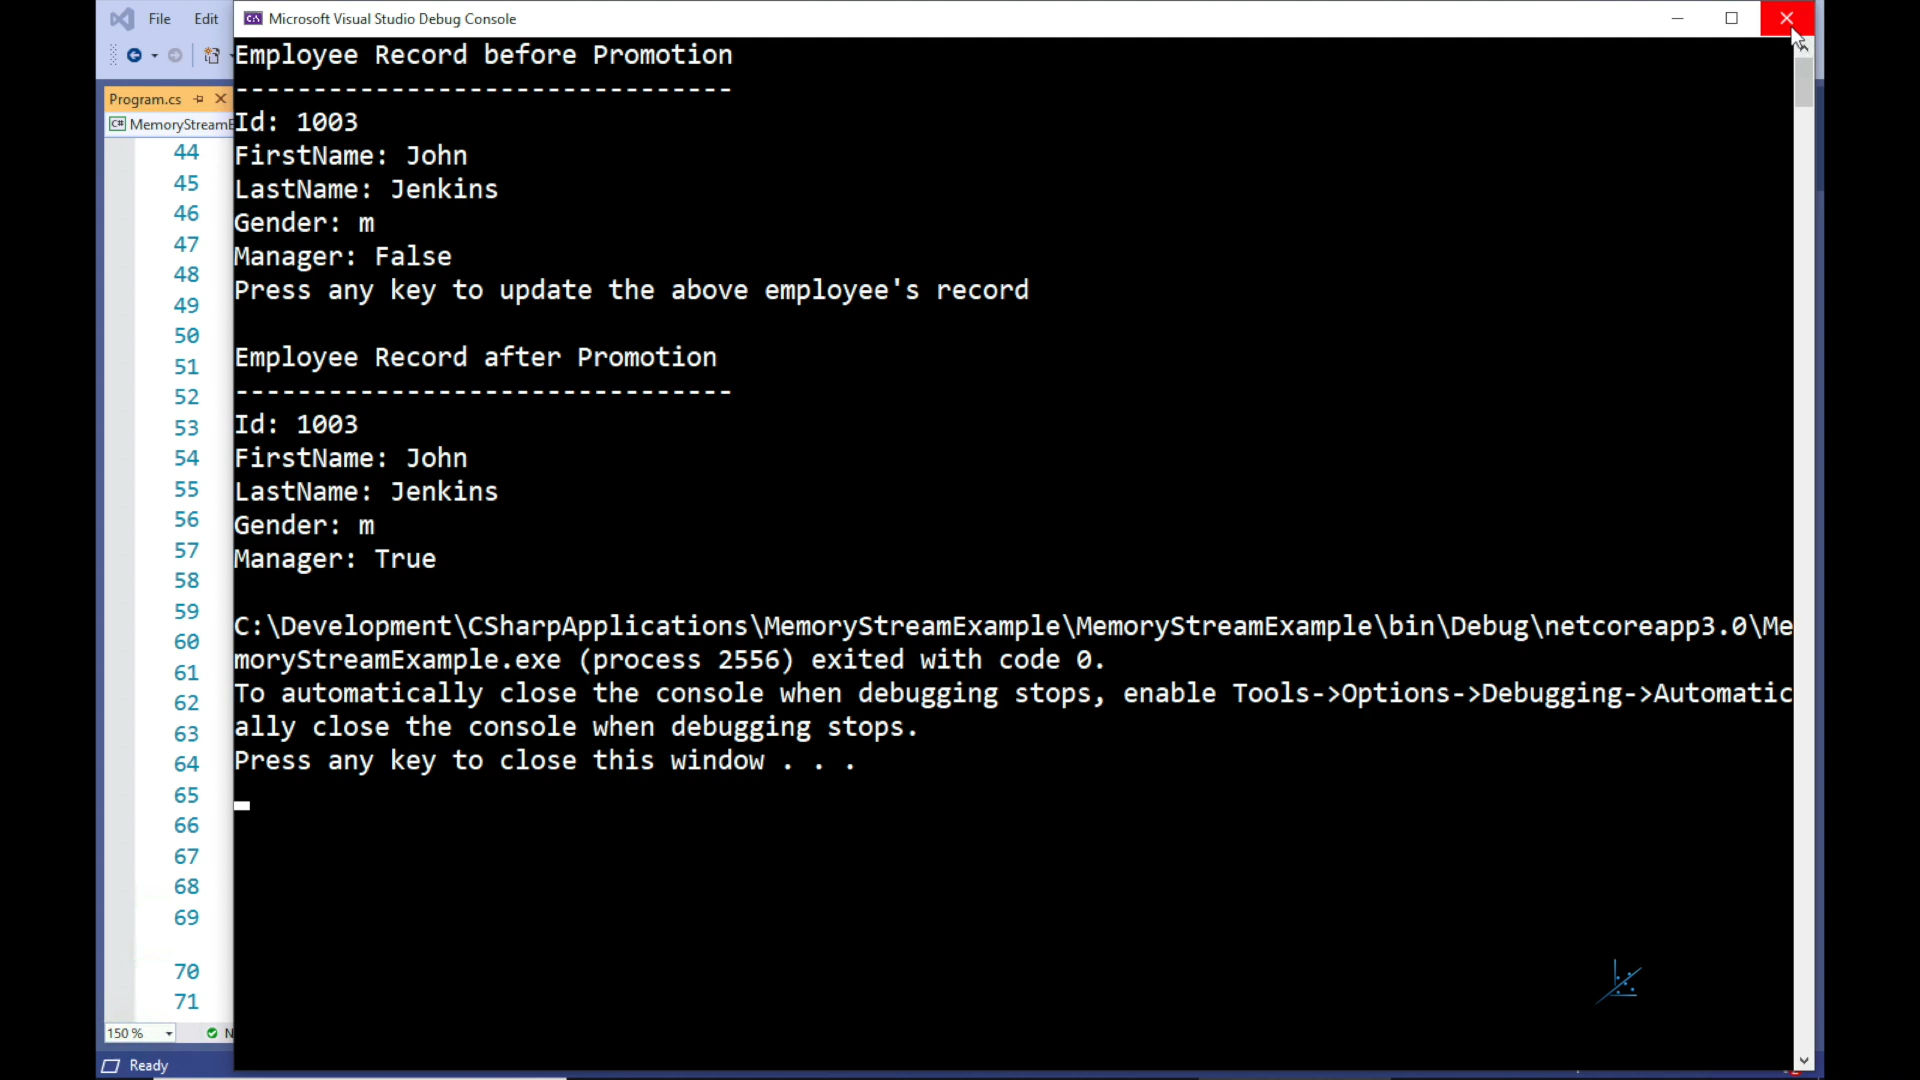 File Edit
Microsoft Visual Studio Debug Console
Program.cs
MemoryStreamE
44
45
46
47
48
49
50
51
52
53
54
55
56
57
58
59
60
61
62
63
64
65
66
67
68
69
70
71
150 %
N
Ready
Employee Record before Promotion
--------------------------------
Id: 1003
FirstName: John
LastName: Jenkins
Gender: m
Manager: False
Press any key to update the above employee's record
Employee Record after Promotion
--------------------------------
Id: 1003
FirstName: John
LastName: Jenkins
Gender: m
Manager: True
C:\Development\CSharpApplications\MemoryStreamExample\MemoryStreamExample\bin\Debug\netcoreapp3.0\Me
moryStreamExample.exe (process 2556) exited with code 0.
To automatically close the console when debugging stops, enable Tools->Options->Debugging->Automatic
ally close the console when debugging stops.
Press any key to close this window . . .